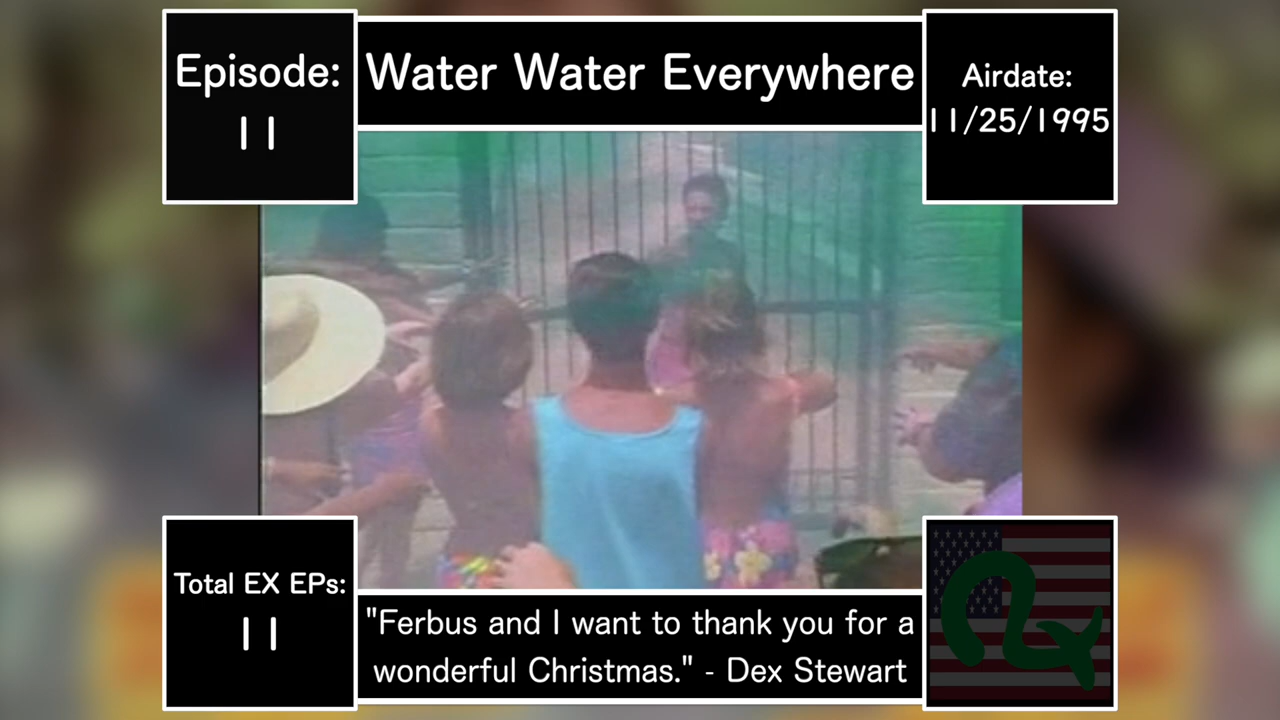 Episode:
11
Water Water Everywhere
Airdate:
11/25/1995
Total EX EPs:
11
"Ferbus and I want to thank you for a
wonderful Christmas." - Dex Stewart